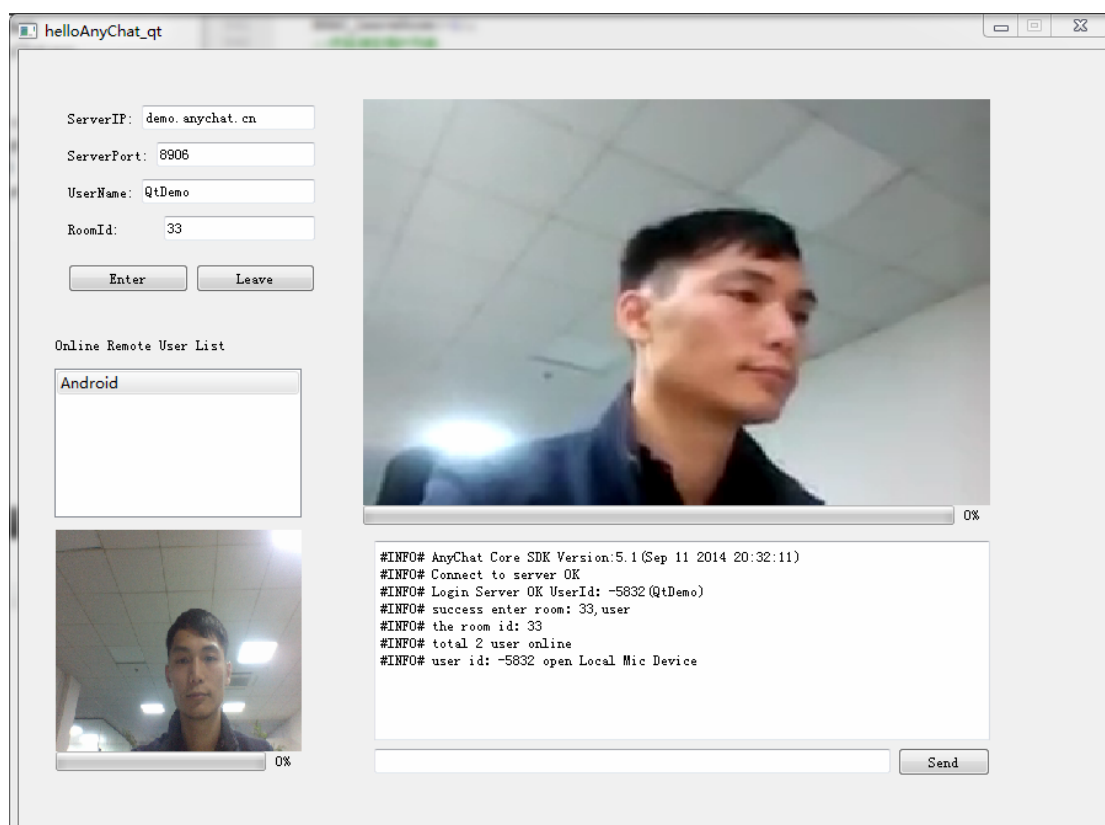 helloAnyChat_qt
ServerIP: demo.anychat.cn
ServerPort: 8906
UserName: QtDemo
RoomId: 33
Enter Leave
Online Remote User List
Android
0%
0%
#INFO# AnyChat Core SDK Version:5.1(Sep 11 2014 20:32:11)
#INFO# Connect to server OK
#INFO# Login Server OK UserId: -5832(QtDemo)
#INFO# success enter room: 33,user
#INFO# the room id: 33
#INFO# total 2 user online
#INFO# user id: -5832 open Local Mic Device
Send